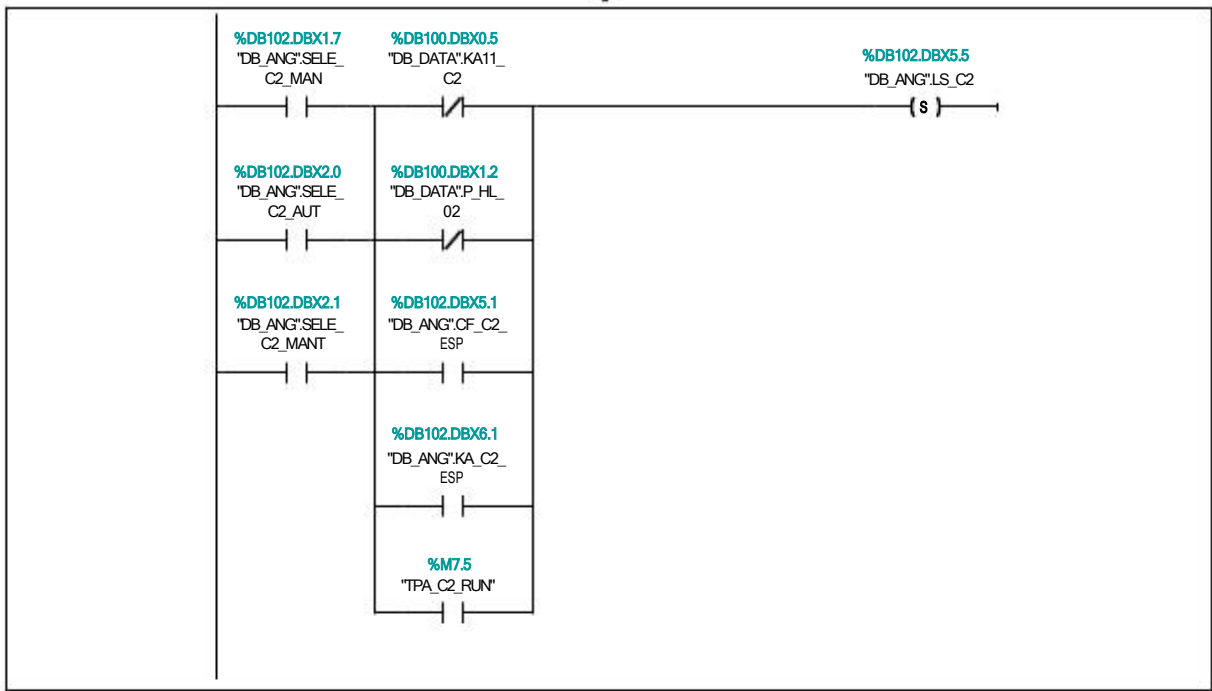 %DB102.DBX1.7
"DB_ANG".SELE_
C2_MAN
%DB100.DBX0.5
"DB_DATA".KA11_
C2
%DB102.DBX5.5
"DB_ANG".LS_C2
S
%DB102.DBX2.0
"DB_ANG".SELE_
C2_AUT
%DB100.DBX1.2
"DB_DATA".P_HL_
02
%DB102.DBX2.1
"DB_ANG".SELE_
C2_MANT
%DB102.DBX5.1
"DB_ANG".CF_C2_
ESP
%DB102.DBX6.1
"DB_ANG".KA_C2_
ESP
%M7.5
"TPA_C2_RUN"